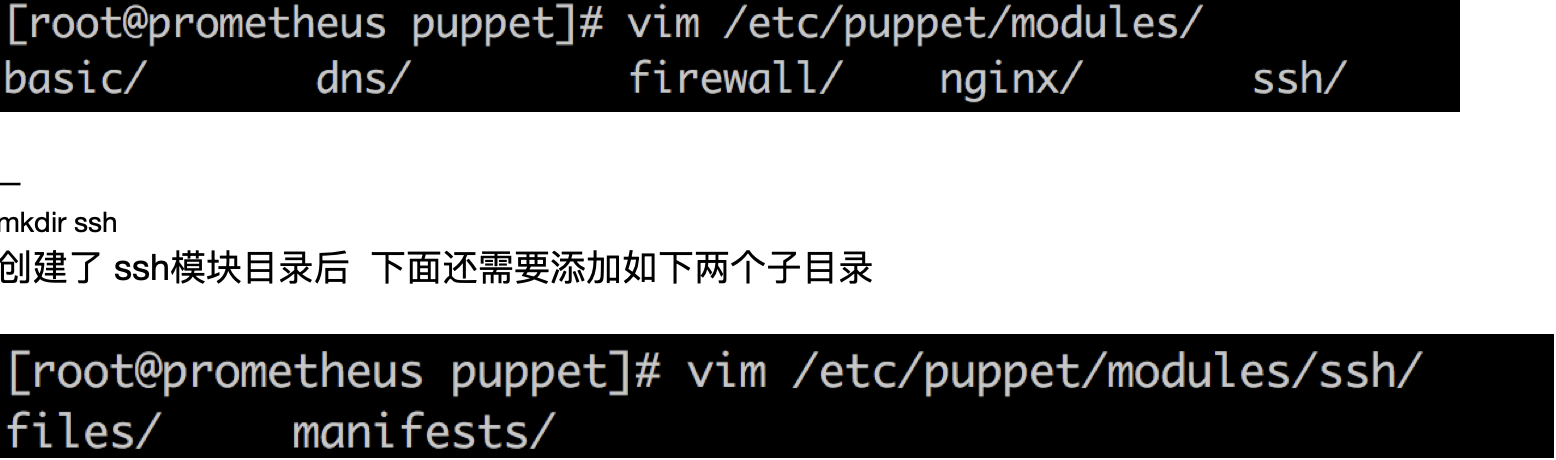 [root@prometheus puppet]# vim /etc/puppet/modules/
basic/ dns/ firewall/ nginx/ ssh/
—
mkdir ssh
创建了 ssh模块目录后 下面还需要添加如下两个子目录
[root@prometheus puppet]# vim /etc/puppet/modules/ssh/
files/ manifests/